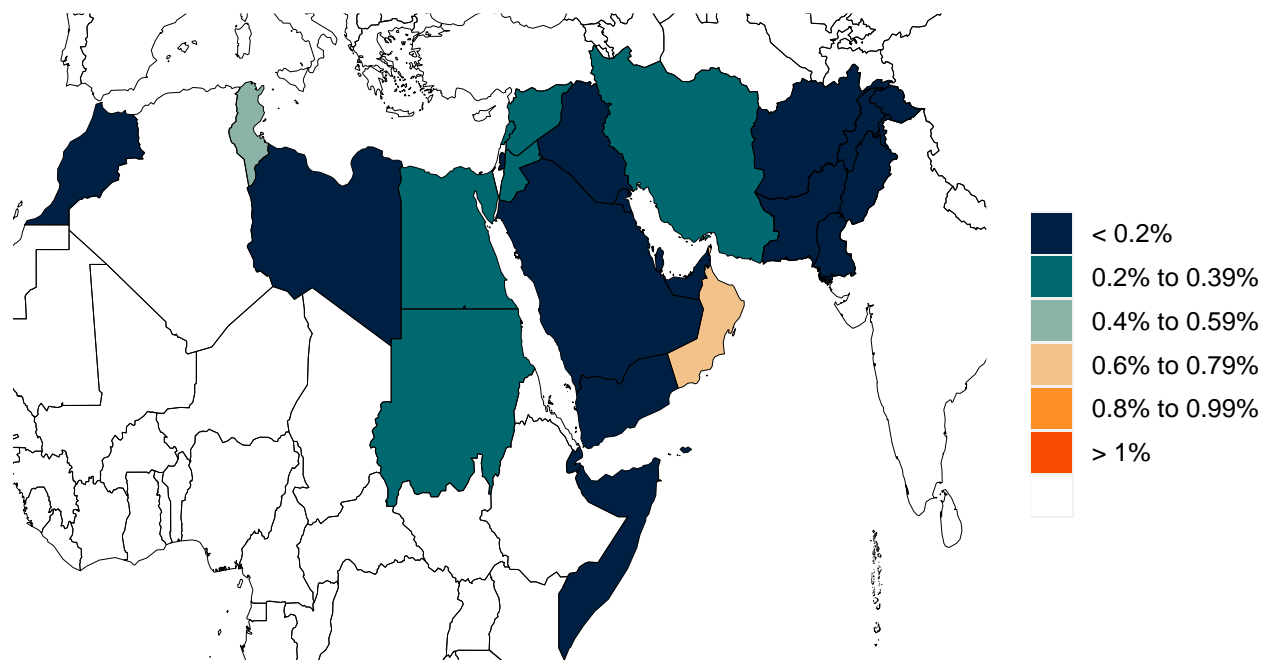 < 0.2%
0.2% to 0.39%
0.4% to 0.59%
0.6% to 0.79%
0.8% to 0.99%
> 1%